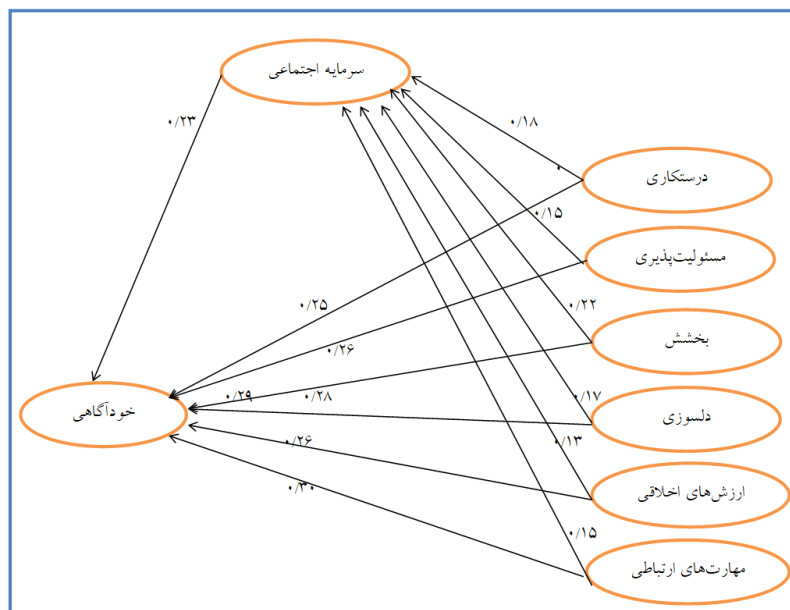 سرمایه اجتماعی
۰/۲۳
۰/۱۸
درستکاری
۰
۰/۱۵
مسئولیت‌پذیری
۰/۲۵
۰/۲۲
بخشش
۰/۲۶
۰/۲۹
۰/۲۸
۰/۱۷
دلسوزی
خودآگاهی
۰/۲۶
۰/۱۳
ارزش‌های اخلاقی
۰/۳۰
۰/۱۵
مهارت‌های ارتباطی